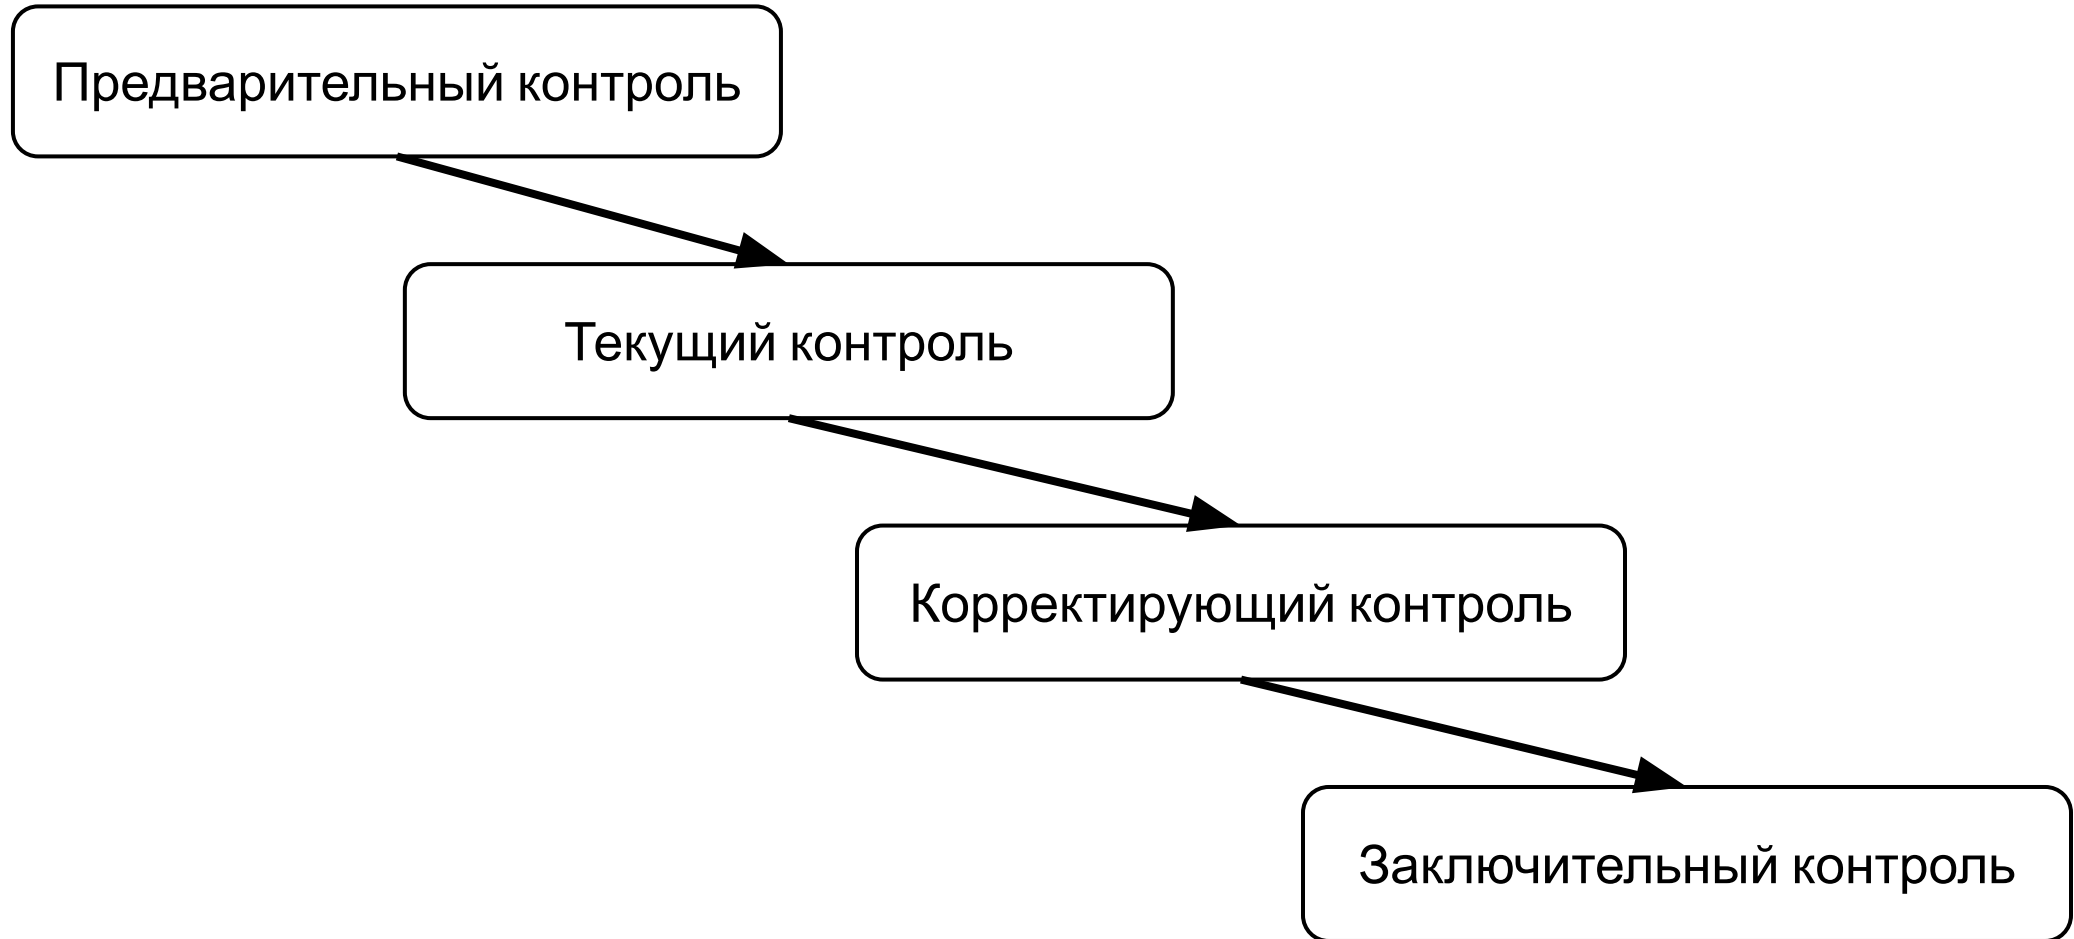 Предварительный контроль
Текущий контроль
Корректирующий контроль
Заключительный контроль